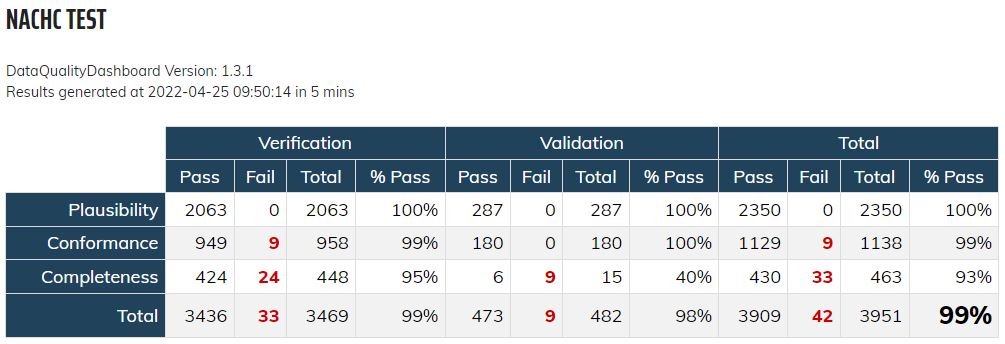 NACHC TEST
DataQualityDashboard Version: 1.3.1
Results generated at 2022-04-25 09:50:14 in 5 mins
Verification Validation Total
Pass Fail Total % Pass Pass Fail Total % Pass Pass Fail Total % Pass
Plausibility 2063 0 2063 100% 287 0 287 100% 2350 0 2350 100%
Conformance 949 9 958 99% 180 0 180 100% 1129 9 1138 99%
Completeness 424 24 448 95% 6 9 15 40% 430 33 463 93%
Total 3436 33 3469 99% 473 9 482 98% 3909 42 3951 99%